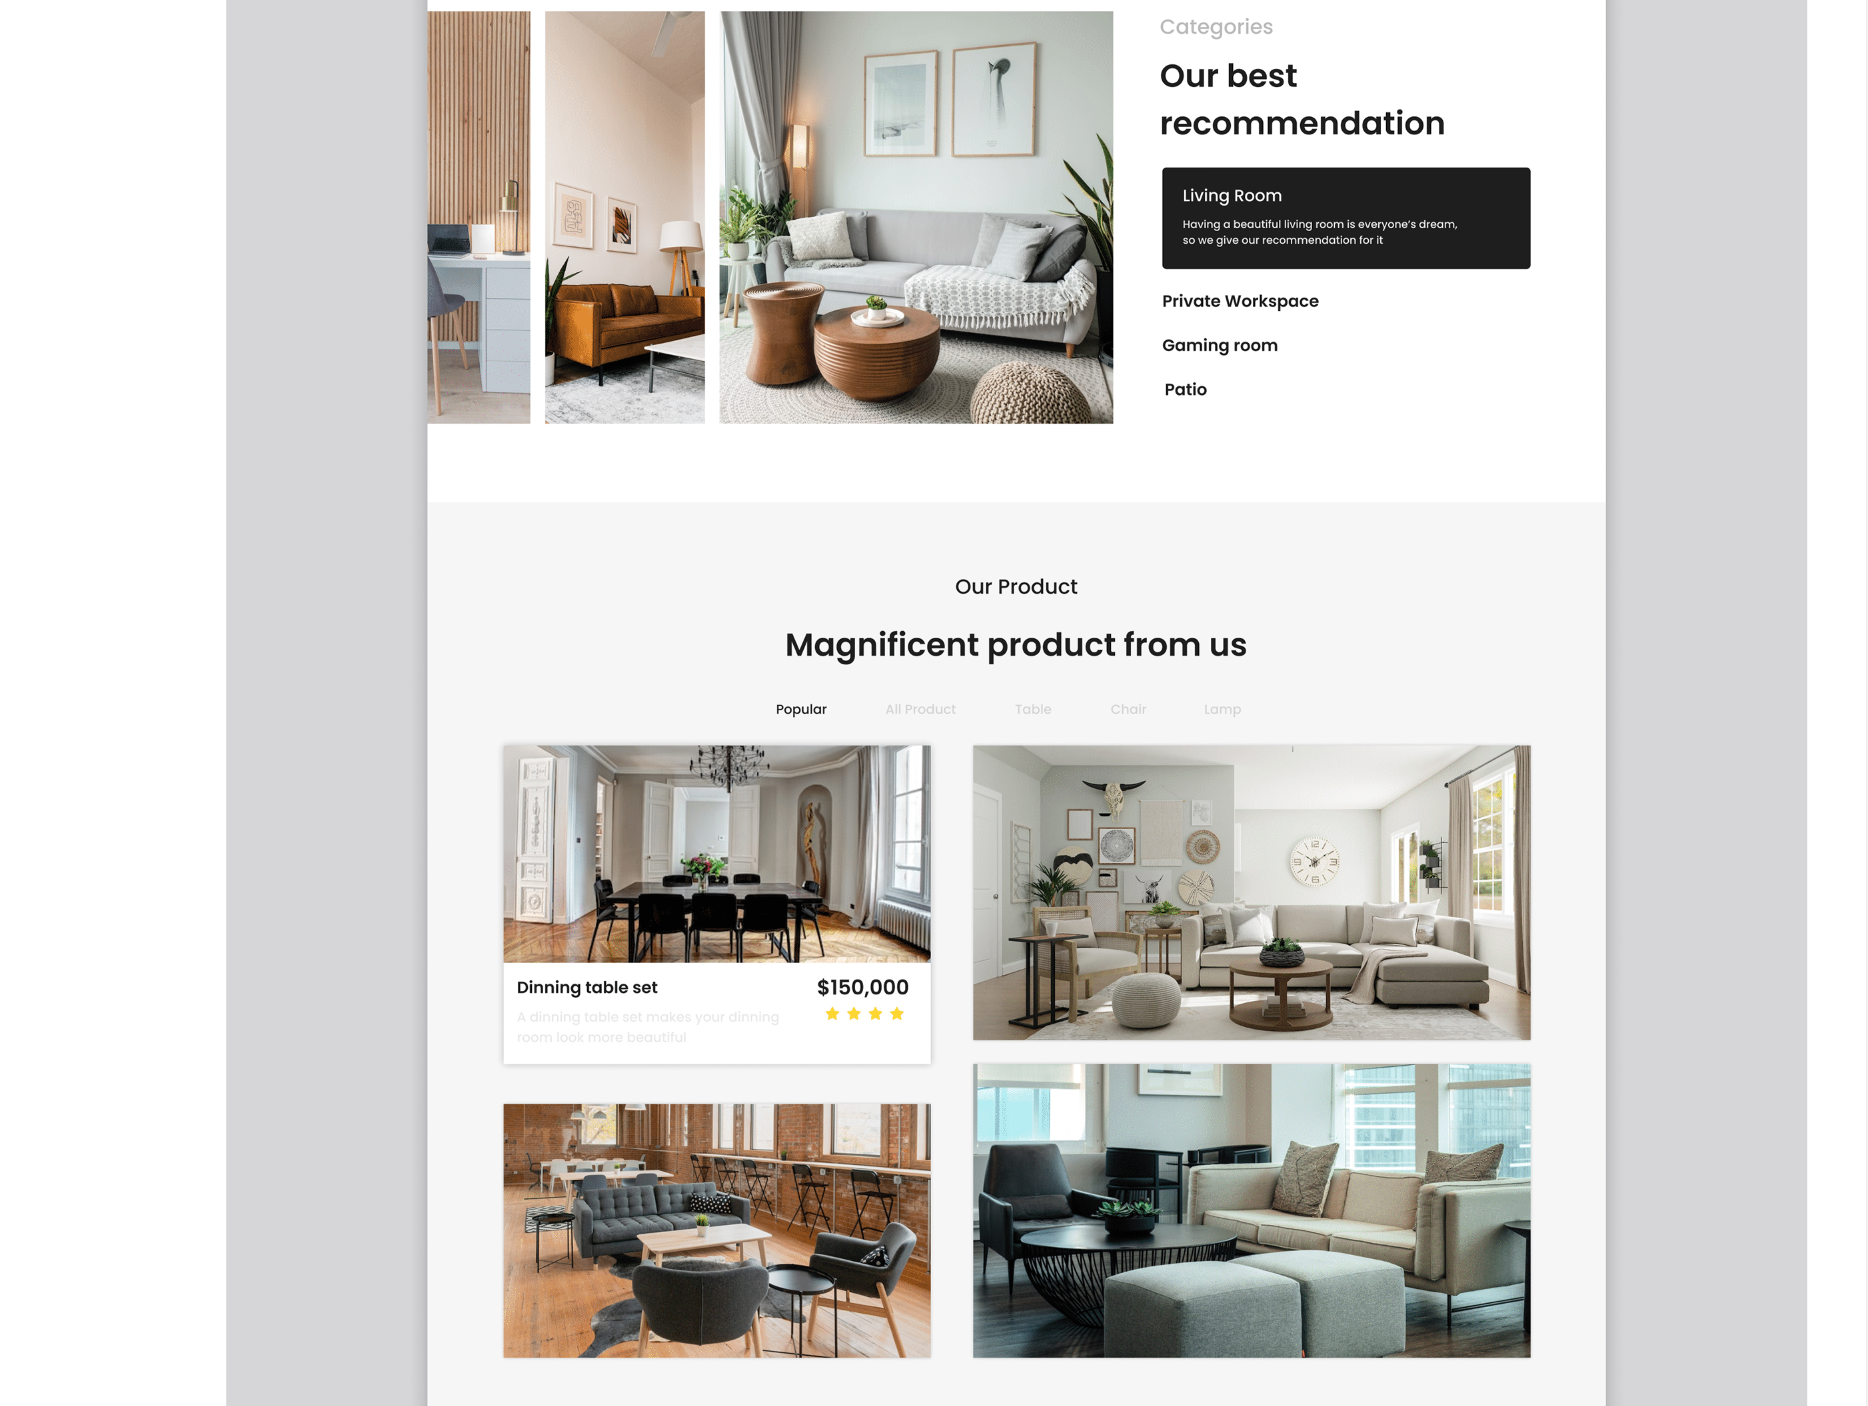 Categories
Our best
recommendation
Living Room
Having a beautiful living room is everyone's dream,
so we give our recommendation for it
Private Workspace
Gaming room
Patio
Our Product
Magnificent product from us
Popular
All Product
Table
Chair
Lamp
Dinning table set
$150,000
A dinning table set makes your dinning
room look more beautiful